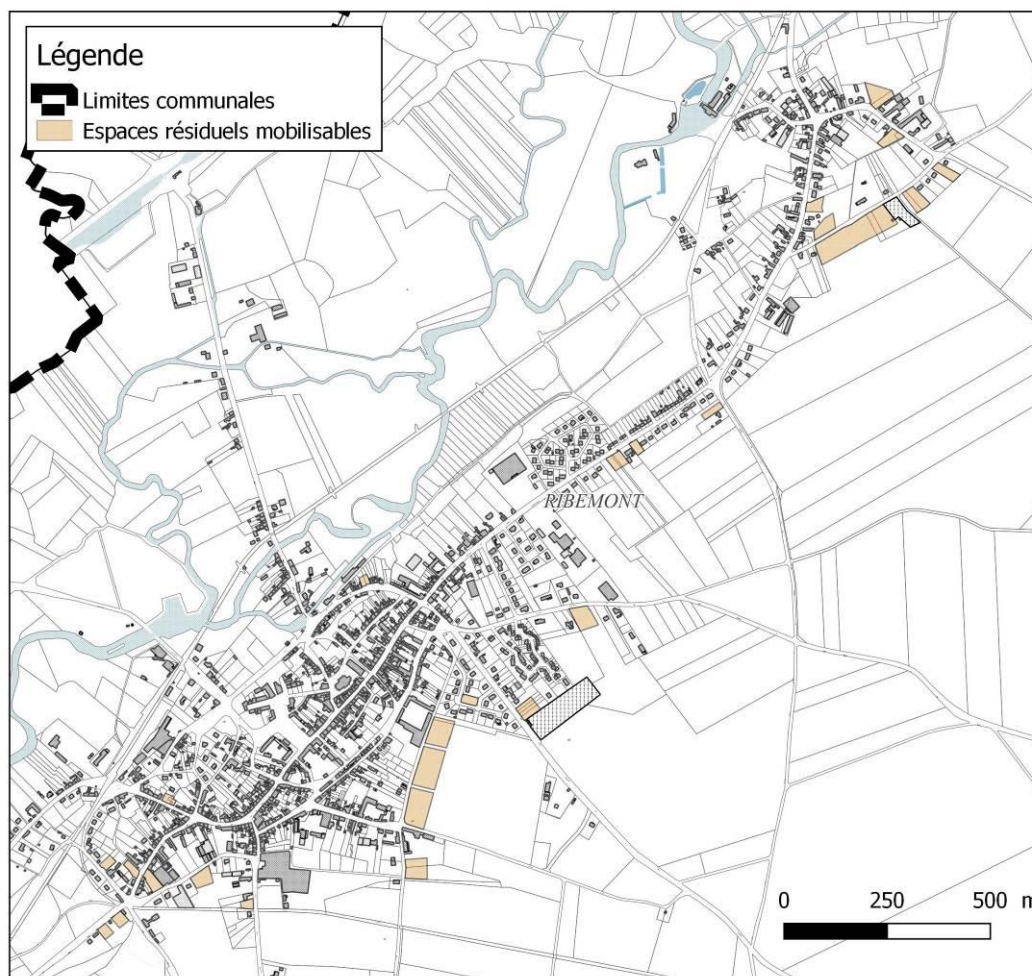 Légende
Limites communales
Espaces résiduels mobilisables
RIBEMONT
0 250 500 m